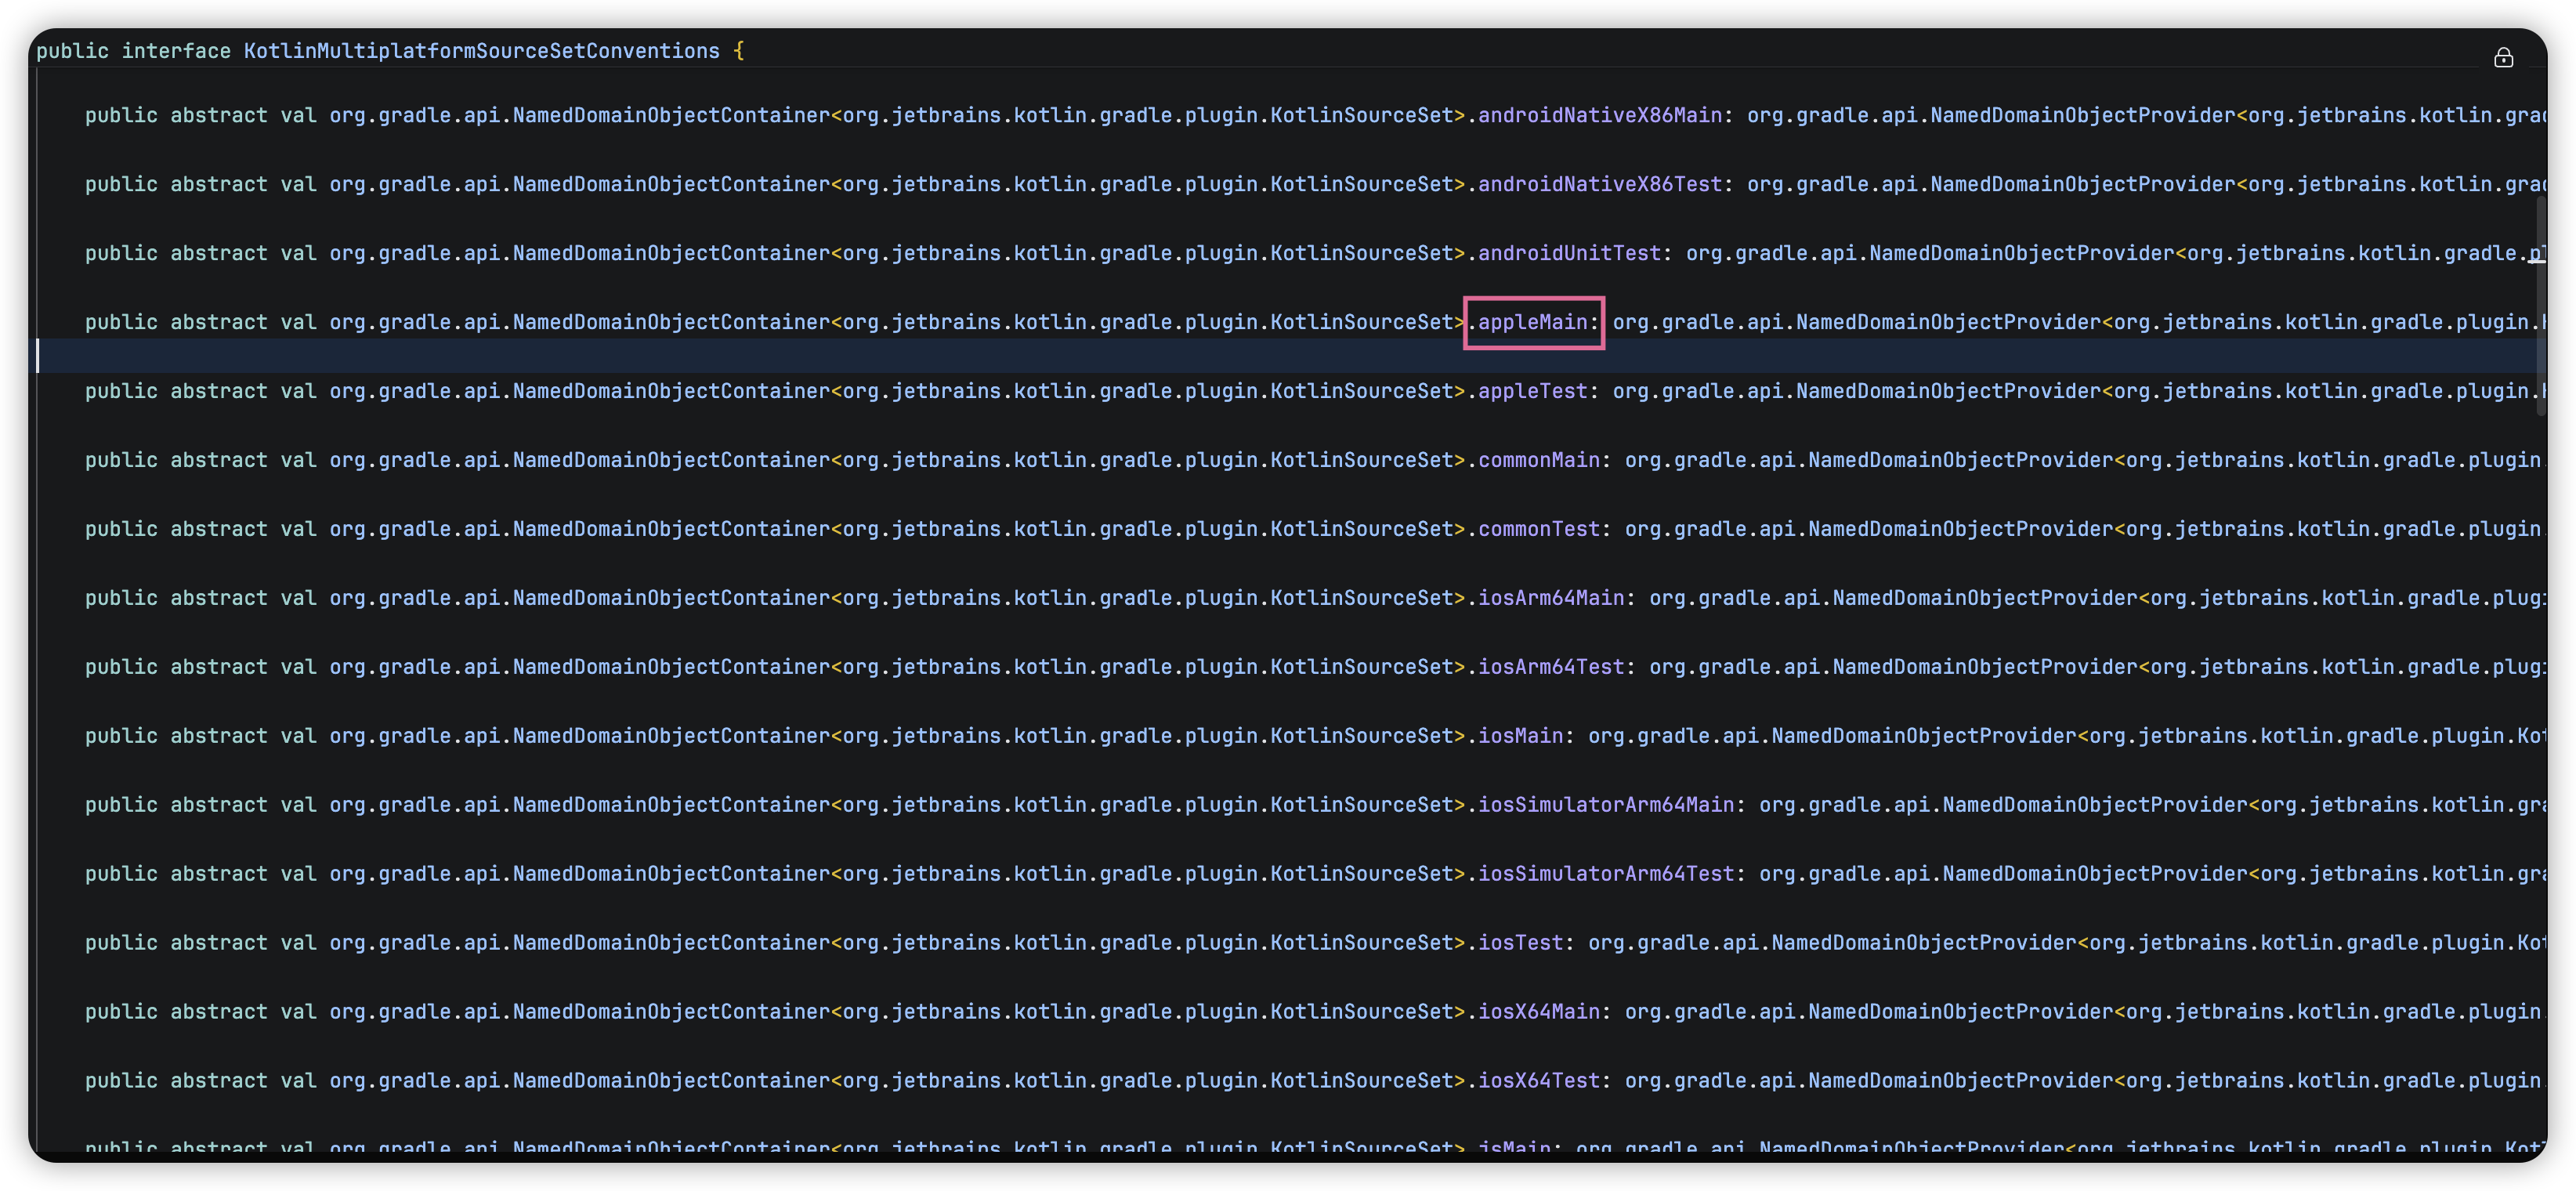 public interface KotlinMultiplatformSourceSetConventions {
public abstract val org.gradle.api.NamedDomainObjectContainer<org.jetbrains.kotlin.gradle.plugin.KotlinSourceSet>.androidNativeX86Main: org.gradle.api.NamedDomainObjectProvider<org.jetbrains.kotlin.grad
public abstract val org.gradle.api.NamedDomainObjectContainer<org.jetbrains.kotlin.gradle.plugin.KotlinSourceSet>.androidNativeX86Test: org.gradle.api.NamedDomainObjectProvider<org.jetbrains.kotlin.grad
public abstract val org.gradle.api.NamedDomainObjectContainer<org.jetbrains.kotlin.gradle.plugin.KotlinSourceSet>.androidUnitTest: org.gradle.api.NamedDomainObjectProvider<org.jetbrains.kotlin.gradle.pl
public abstract val org.gradle.api.NamedDomainObjectContainer<org.jetbrains.kotlin.gradle.plugin.KotlinSourceSet>.appleMain: org.gradle.api.NamedDomainObjectProvider<org.jetbrains.kotlin.gradle.plugin.
public abstract val org.gradle.api.NamedDomainObjectContainer<org.jetbrains.kotlin.gradle.plugin.KotlinSourceSet>.appleTest: org.gradle.api.NamedDomainObjectProvider<org.jetbrains.kotlin.gradle.plugin.
public abstract val org.gradle.api.NamedDomainObjectContainer<org.jetbrains.kotlin.gradle.plugin.KotlinSourceSet>.commonMain: org.gradle.api.NamedDomainObjectProvider<org.jetbrains.kotlin.gradle.plugin.
public abstract val org.gradle.api.NamedDomainObjectContainer<org.jetbrains.kotlin.gradle.plugin.KotlinSourceSet>.commonTest: org.gradle.api.NamedDomainObjectProvider<org.jetbrains.kotlin.gradle.plugin.
public abstract val org.gradle.api.NamedDomainObjectContainer<org.jetbrains.kotlin.gradle.plugin.KotlinSourceSet>.iosArm64Main: org.gradle.api.NamedDomainObjectProvider<org.jetbrains.kotlin.gradle.plugi
public abstract val org.gradle.api.NamedDomainObjectContainer<org.jetbrains.kotlin.gradle.plugin.KotlinSourceSet>.iosArm64Test: org.gradle.api.NamedDomainObjectProvider<org.jetbrains.kotlin.gradle.plugi
public abstract val org.gradle.api.NamedDomainObjectContainer<org.jetbrains.kotlin.gradle.plugin.KotlinSourceSet>.iosMain: org.gradle.api.NamedDomainObjectProvider<org.jetbrains.kotlin.gradle.plugin.Kot
public abstract val org.gradle.api.NamedDomainObjectContainer<org.jetbrains.kotlin.gradle.plugin.KotlinSourceSet>.iosSimulatorArm64Main: org.gradle.api.NamedDomainObjectProvider<org.jetbrains.kotlin.gra
public abstract val org.gradle.api.NamedDomainObjectContainer<org.jetbrains.kotlin.gradle.plugin.KotlinSourceSet>.iosSimulatorArm64Test: org.gradle.api.NamedDomainObjectProvider<org.jetbrains.kotlin.gra
public abstract val org.gradle.api.NamedDomainObjectContainer<org.jetbrains.kotlin.gradle.plugin.KotlinSourceSet>.iosTest: org.gradle.api.NamedDomainObjectProvider<org.jetbrains.kotlin.gradle.plugin.Kot
public abstract val org.gradle.api.NamedDomainObjectContainer<org.jetbrains.kotlin.gradle.plugin.KotlinSourceSet>.iosX64Main: org.gradle.api.NamedDomainObjectProvider<org.jetbrains.kotlin.gradle.plugin.
public abstract val org.gradle.api.NamedDomainObjectContainer<org.jetbrains.kotlin.gradle.plugin.KotlinSourceSet>.iosX64Test: org.gradle.api.NamedDomainObjectProvider<org.jetbrains.kotlin.gradle.plugin.
public abstract val org.gradle.api.NamedDomainObjectContainer<org.jetbrains.kotlin.gradle.plugin.KotlinSourceSet>.jsMain: org.gradle.api.NamedDomainObjectProvider<org.jetbrains.kotlin.gradle.plugin.Kotl